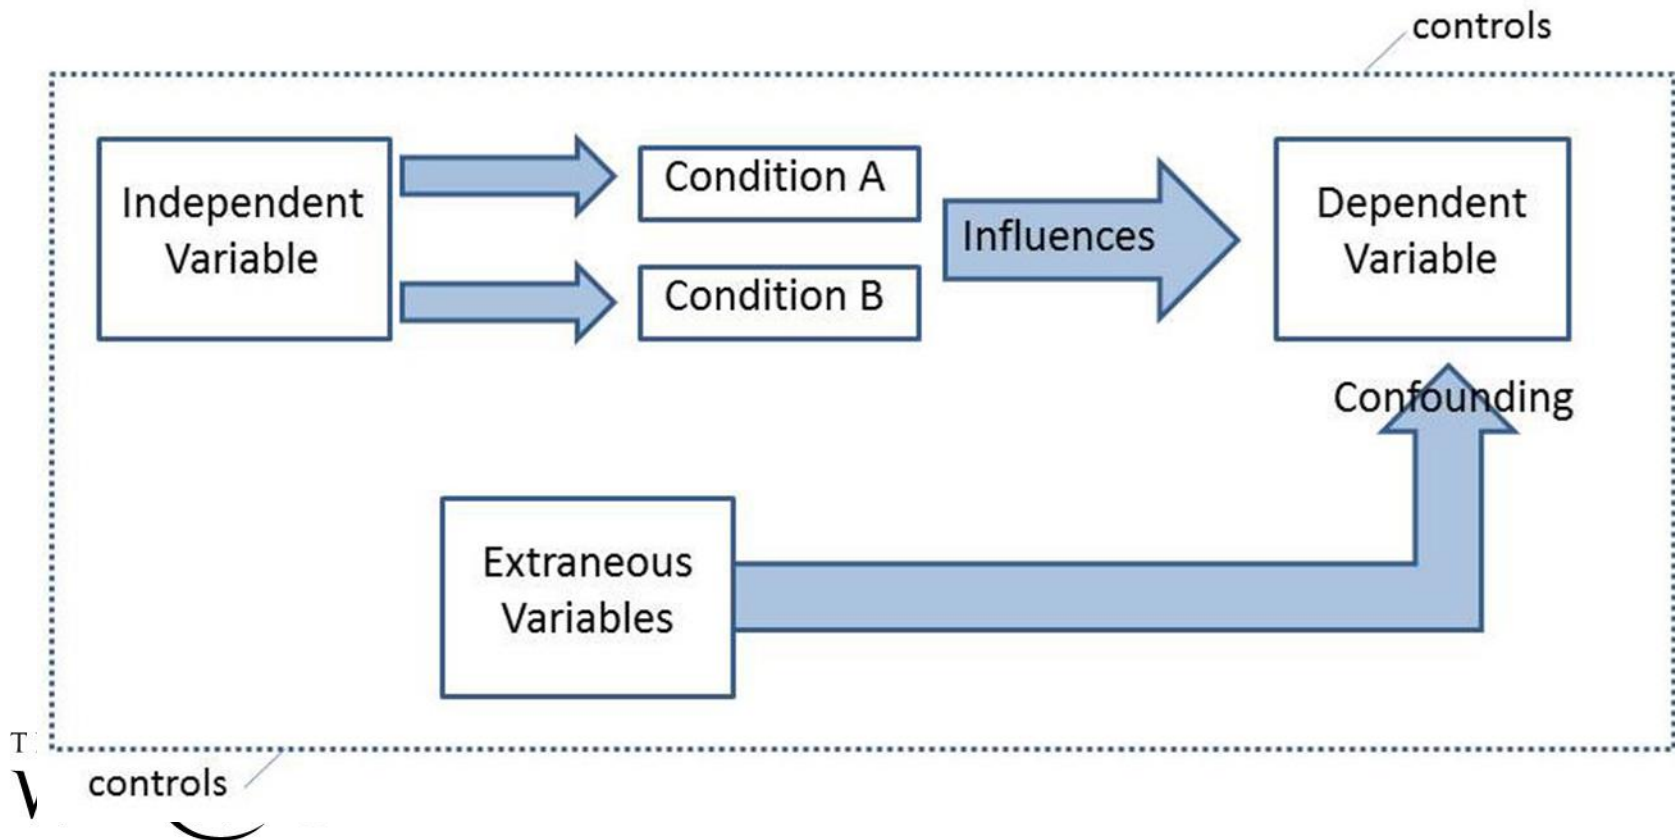 controls
Independent
Variable
Condition A
Condition B
Influences
Dependent
Variable
Confounding
Extraneous
Variables
controls